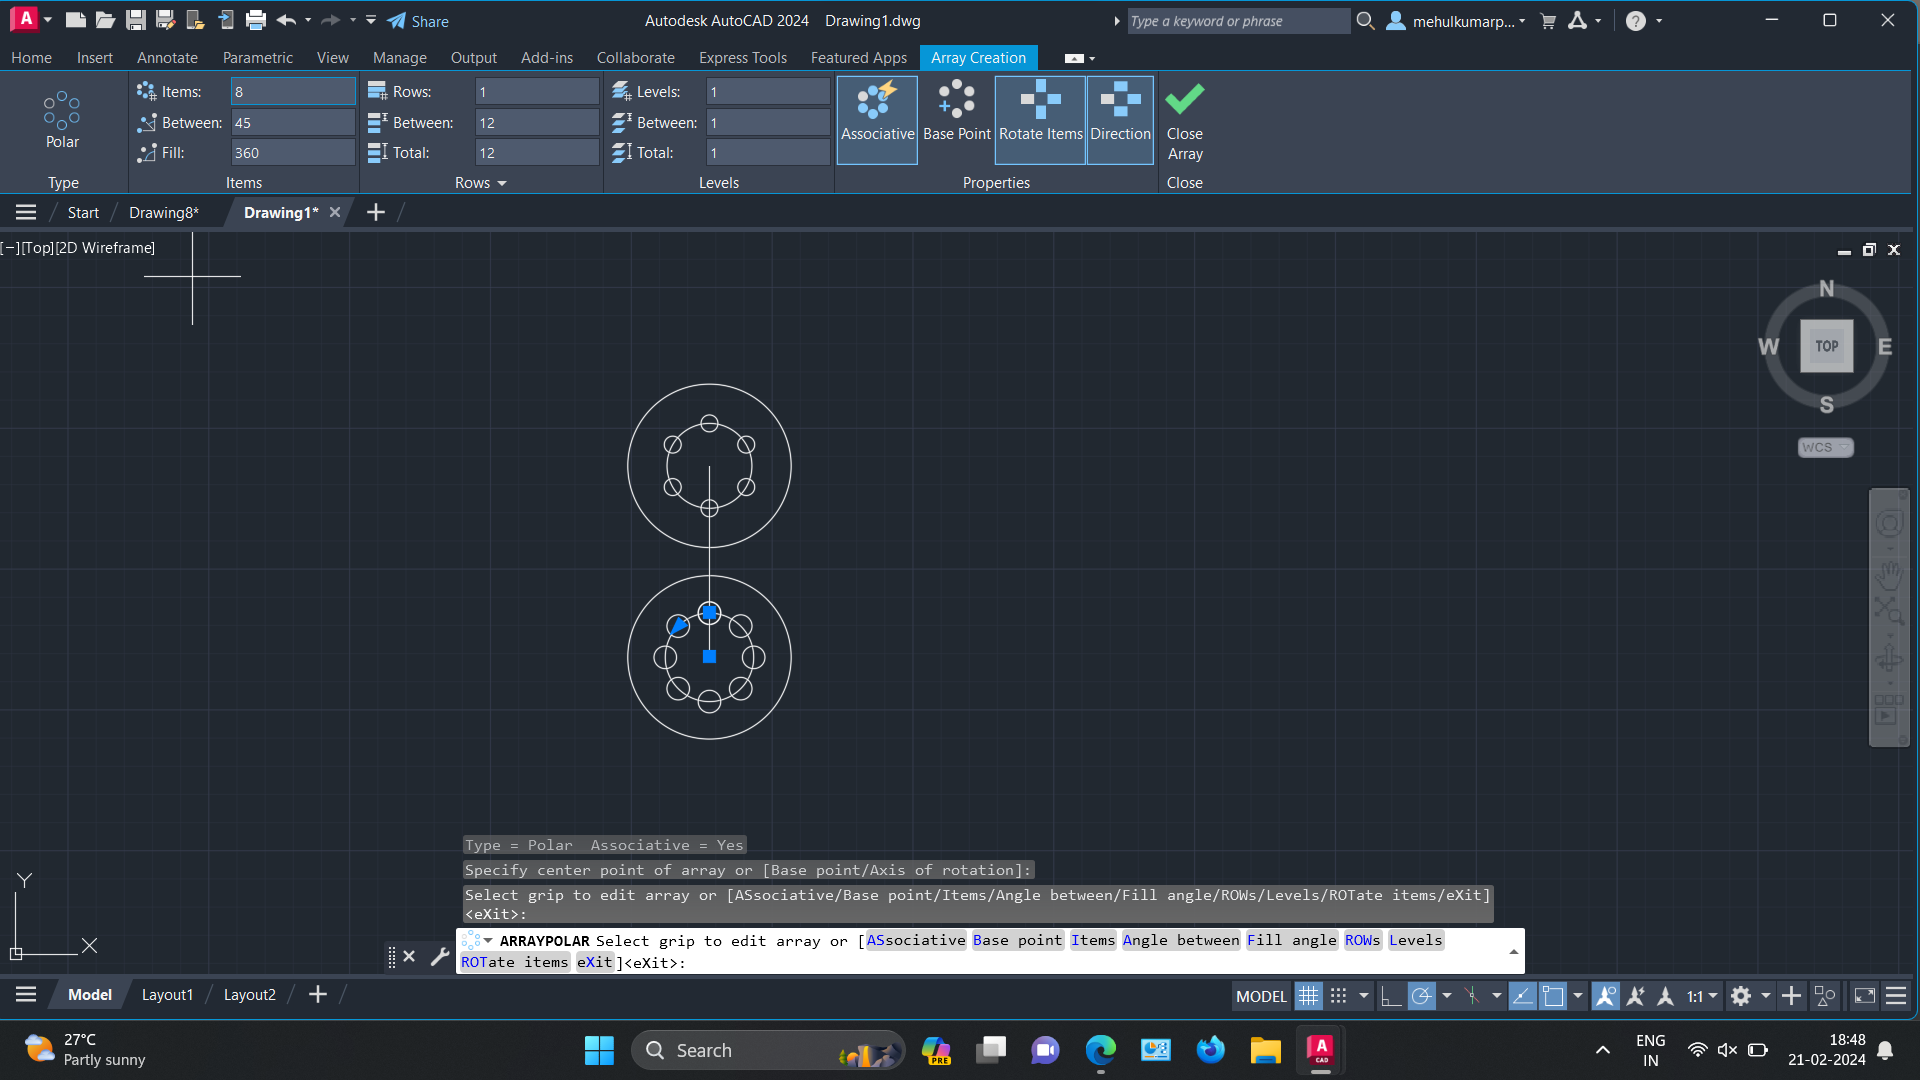 A Share Autodesk AutoCAD 2024 Drawing1.dwg Type a keyword or phrase mehulkumarp... ?
Home Insert Annotate Parametric View Manage Output Add-ins Collaborate Express Tools Featured Apps Array Creation
Items: 8 Rows: 1 Levels: 1
Between: 45 Between: 12 Between: 1
Polar Associative Base Point Rotate Items Direction Close Array
Fill: 360 Total: 12 Total: 1
Type Items Rows Levels Properties Close
Start Drawing8* Drawing1*
[−][Top][2D Wireframe]
N
W TOP E
S
WCS
Type = Polar  Associative = Yes
Specify center point of array or [Base point/Axis of rotation]:
Select grip to edit array or [ASsociative/Base point/Items/Angle between/Fill angle/ROWs/Levels/ROTate items/eXit]
<eXit>:
Y
X
ARRAYPOLAR Select grip to edit array or [ASsociative Base point Items Angle between Fill angle ROWs Levels
ROTate items eXit]<eXit>:
Model Layout1 Layout2 MODEL 1:1
27°C
Partly sunny
Search
PRE
A
CAD
ENG
IN
18:48
21-02-2024